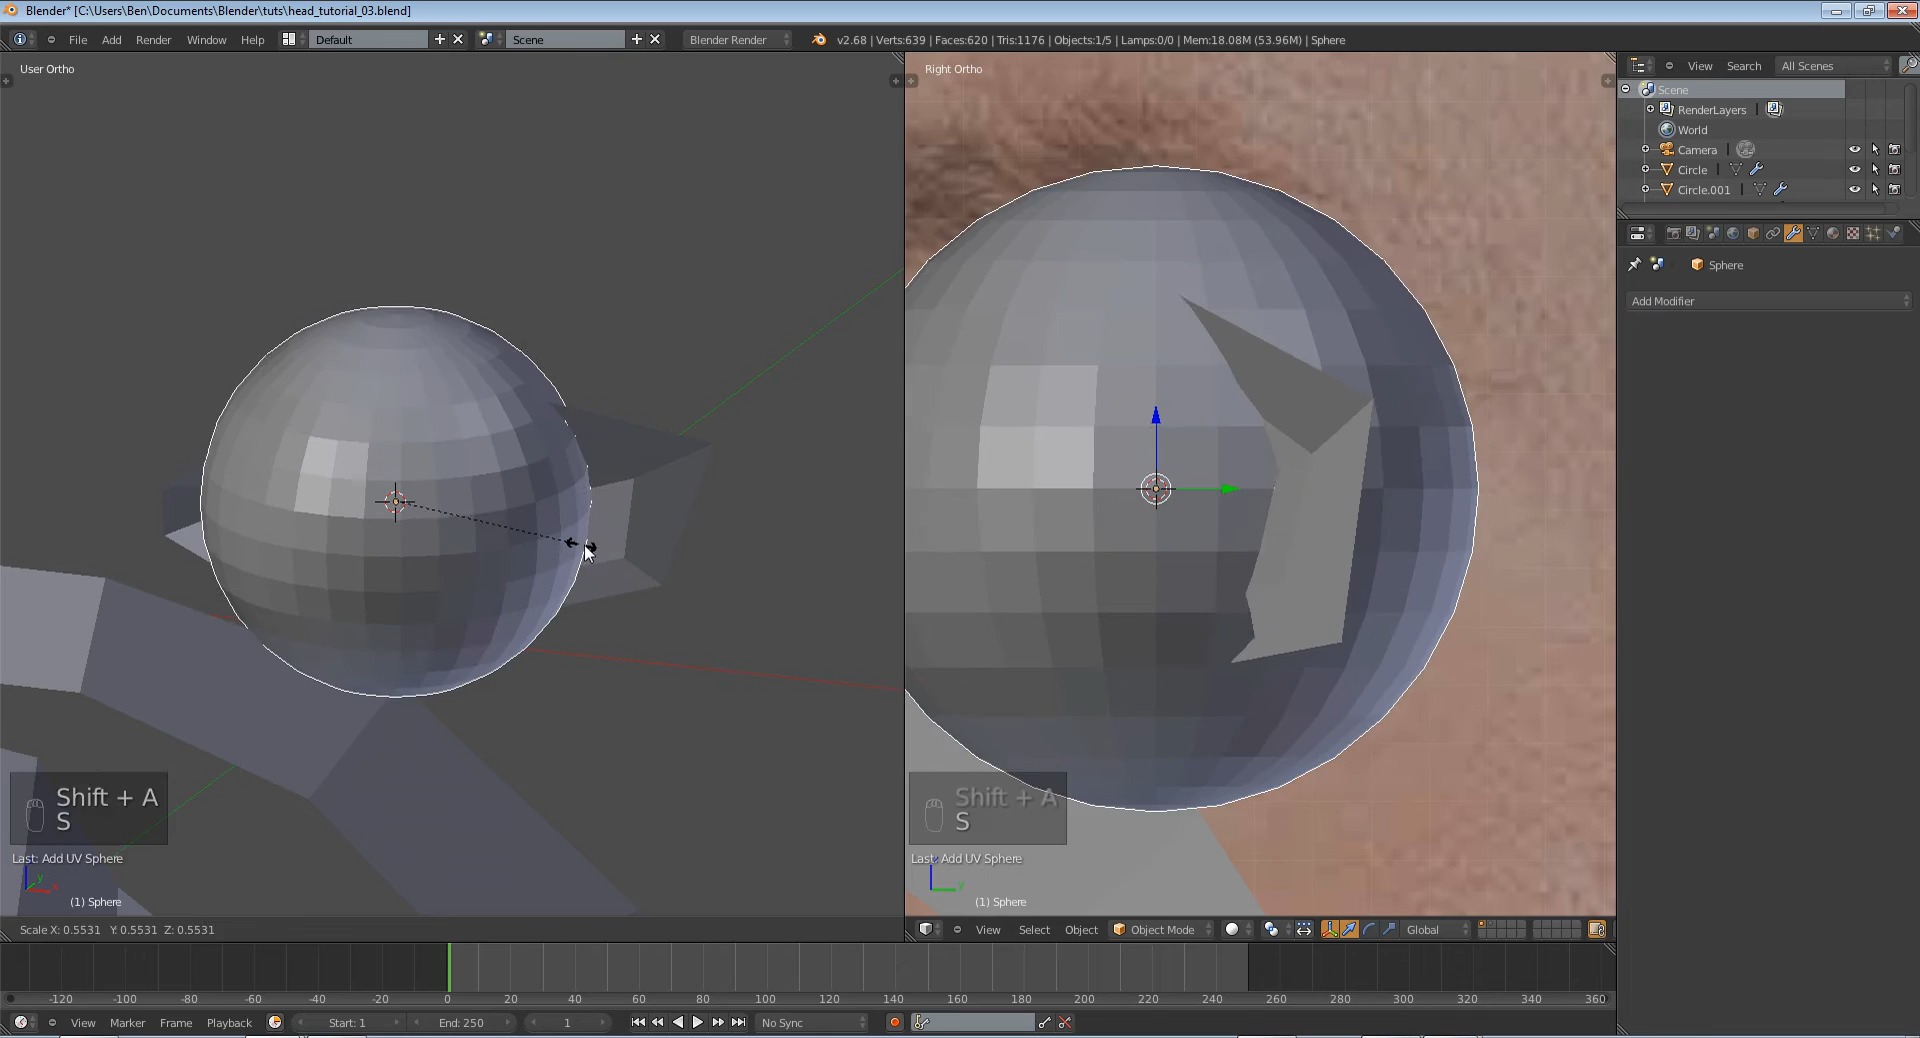 Blender* [C:\Users\Ben\Documents\Blender\tuts\head_tutorial_03.blend]
File Add Render Window Help Default Scene Blender Render v2.68 | Verts:639 | Faces:620 | Tris:1176 | Objects:1/5 | Lamps:0/0 | Mem:18.08M (53.96M) | Sphere
User Ortho
Right Ortho
View Search All Scenes
Scene
RenderLayers
World
Camera
Circle
Circle.001
Sphere
Add Modifier
Shift + A
S
Last: Add UV Sphere
y
x
(1) Sphere
Scale X: 0.5531 Y: 0.5531 Z: 0.5531
Shift + A
S
Last: Add UV Sphere
y
(1) Sphere
View Select Object Object Mode Global
-120 -100 -80 -60 -40 -20 0 20 40 60 80 100 120 140 160 180 200 220 240 260 280 300 320 340 360
View Marker Frame Playback Start: 1 End: 250 1 No Sync